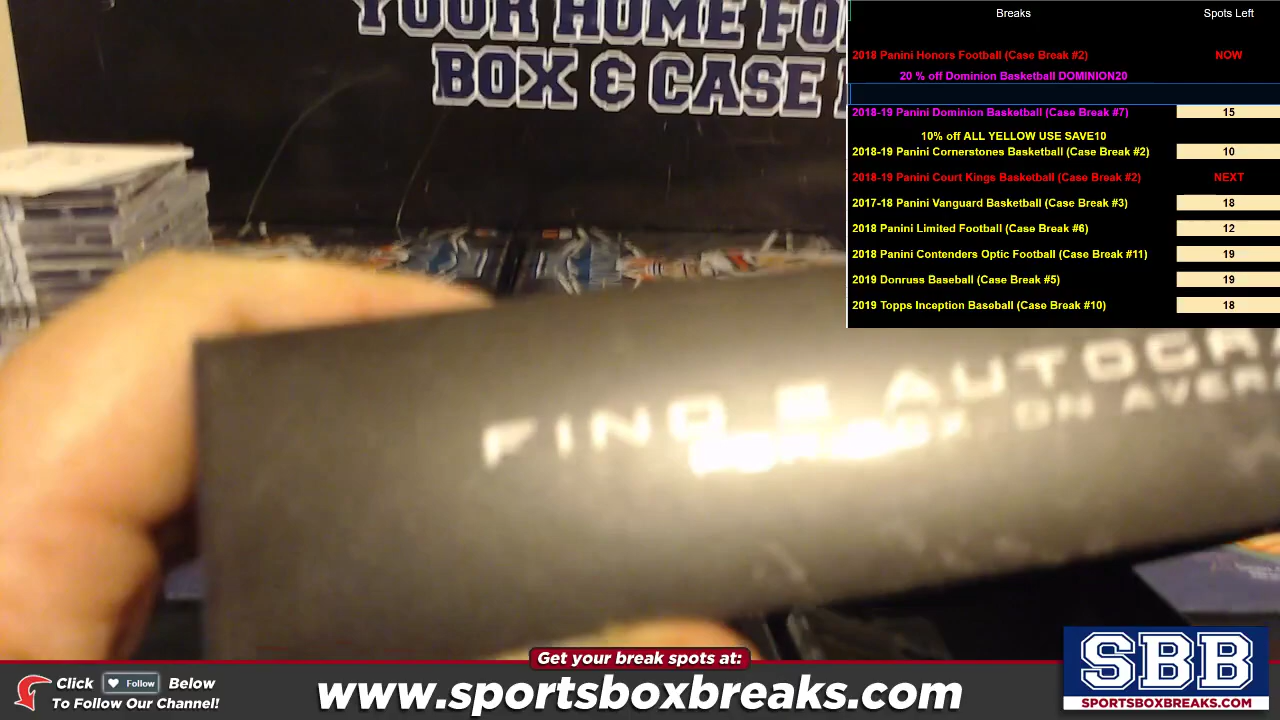 YOUR HOME FO
BOX & CASE
Breaks Spots Left
2018 Panini Honors Football (Case Break #2) NOW
20 % off Dominion Basketball DOMINION20
2018-19 Panini Dominion Basketball (Case Break #7) 15
10% off ALL YELLOW USE SAVE10
2018-19 Panini Cornerstones Basketball (Case Break #2) 10
2018-19 Panini Court Kings Basketball (Case Break #2) NEXT
2017-18 Panini Vanguard Basketball (Case Break #3) 18
2018 Panini Limited Football (Case Break #6) 12
2018 Panini Contenders Optic Football (Case Break #11) 19
2019 Donruss Baseball (Case Break #5) 19
2019 Topps Inception Baseball (Case Break #10) 18
FIND AUTOGRA
ON AVERA
Get your break spots at:
www.sportsboxbreaks.com
Click Follow Below
To Follow Our Channel!
SBB
SPORTSBOXBREAKS.COM